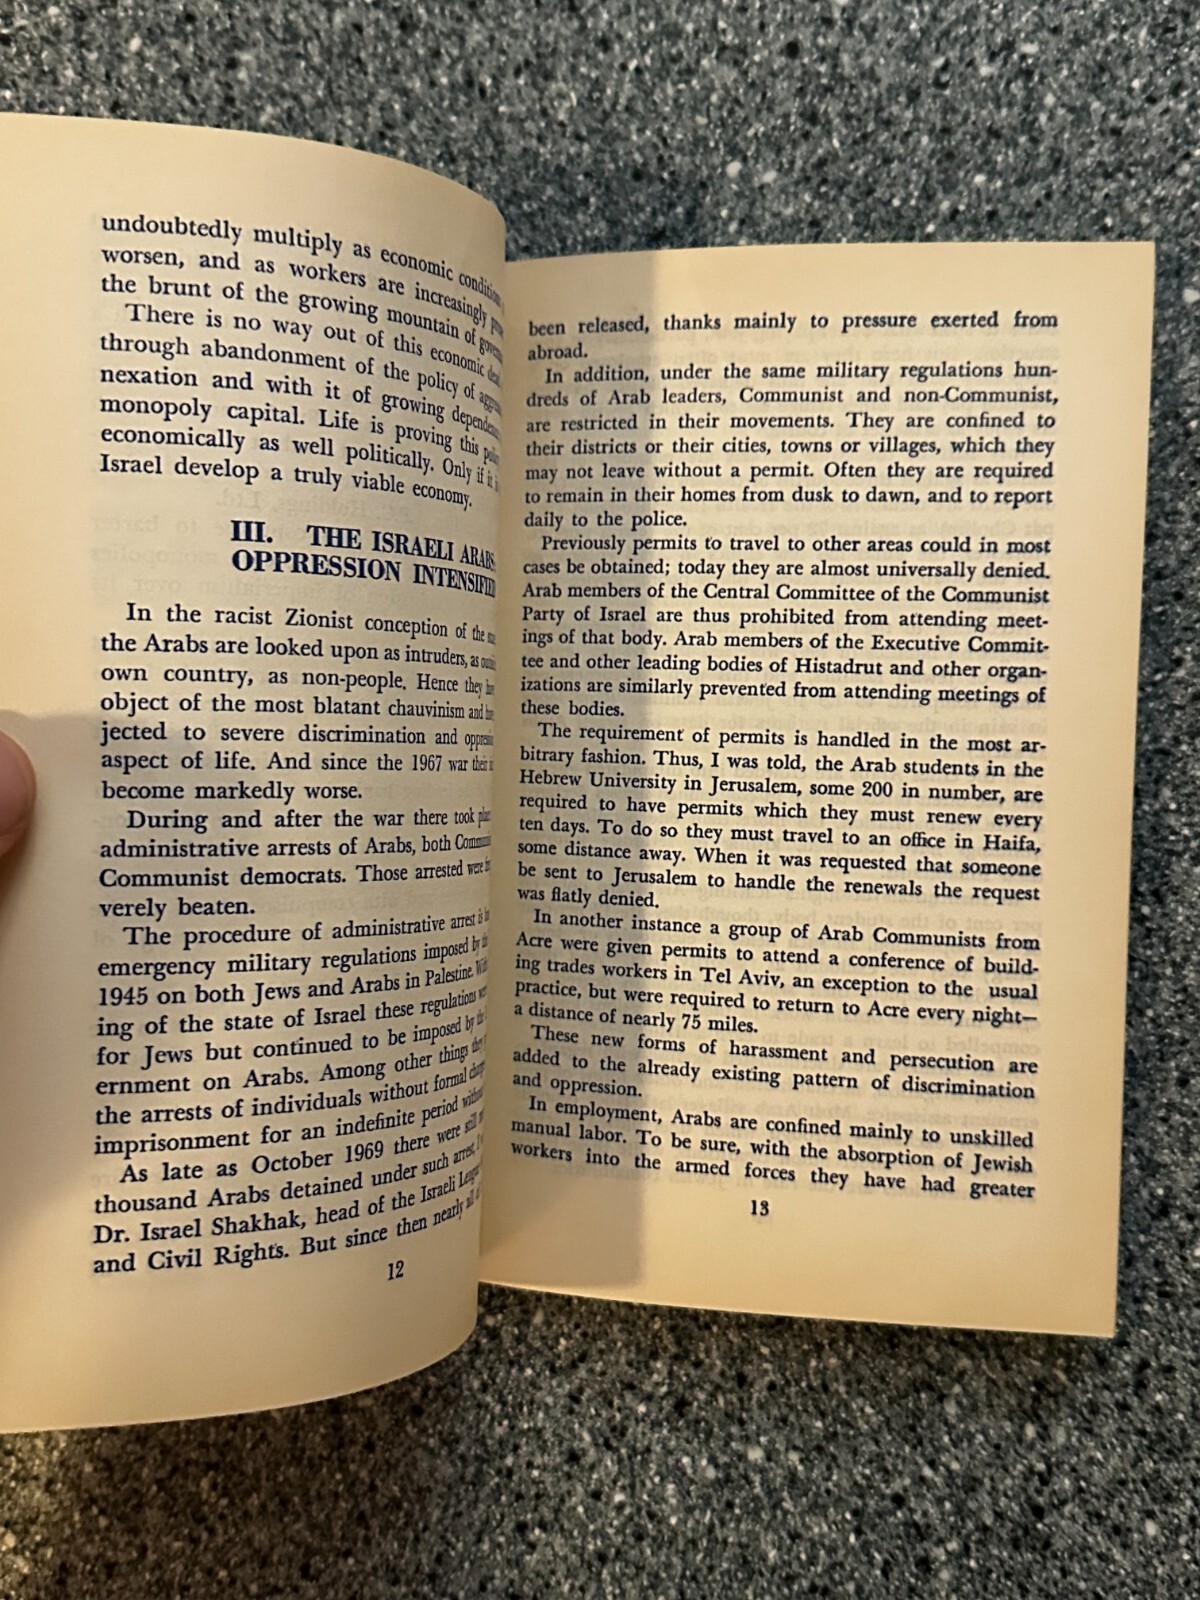 undoubtedly multiply as economic
worsen, and as workers are increasingly
the brunt of the growing mountain of
There is no way out of this economic
through abandonment of the policy of
nexation and with it of growing
monopoly capital. Life is proving this
economically as well politically. Only if it
Israel develop a truly viable economy.
III. THE ISRAELI ARABS:
OPPRESSION
In the racist Zionist conception of the
the Arabs are looked upon as intruders, as
own country, as non-people. Hence they
object of the most blatant chauvinism and
jected to severe discrimination and
aspect of life. And since the 1967 war their
become markedly worse.
During and after the war there took
administrative arrests of Arabs, both
Communist democrats. Those arrested were
verely beaten.
The procedure of administrative arrest is
emergency military regulations imposed by
1945 on both Jews and Arabs in Palestine.
ing of the state of Israel these regulations
for Jews but continued to be imposed by the
ernment on Arabs. Among other things they
the arrests of individuals without formal
imprisonment for an indefinite period
As late as October 1969 there were still
thousand Arabs detained under such arrest,
Dr. Israel Shakhak, head of the Israeli
and Civil Rights. But since then nearly all
12
been released, thanks mainly to pressure exerted from
abroad.
In addition, under the same military regulations hun-
dreds of Arab leaders, Communist and non-Communist,
are restricted in their movements. They are confined to
their districts or their cities, towns or villages, which they
may not leave without a permit. Often they are required
to remain in their homes from dusk to dawn, and to report
daily to the police.
Previously permits to travel to other areas could in most
cases be obtained; today they are almost universally denied.
Arab members of the Central Committee of the Communist
Party of Israel are thus prohibited from attending meet-
ings of that body. Arab members of the Executive Commit-
tee and other leading bodies of Histadrut and other organ-
izations are similarly prevented from attending meetings of
these bodies.
The requirement of permits is handled in the most ar-
bitrary fashion. Thus, I was told, the Arab students in the
Hebrew University in Jerusalem, some 200 in number, are
required to have permits which they must renew every
ten days. To do so they must travel to an office in Haifa,
some distance away. When it was requested that someone
be sent to Jerusalem to handle the renewals the request
was flatly denied.
In another instance a group of Arab Communists from
Acre were given permits to attend a conference of build-
ing trades workers in Tel Aviv, an exception to the usual
practice, but were required to return to Acre every night—
a distance of nearly 75 miles.
These new forms of harassment and persecution are
added to the already existing pattern of discrimination
and oppression.
In employment, Arabs are confined mainly to unskilled
manual labor. To be sure, with the absorption of Jewish
workers into the armed forces they have had greater
13